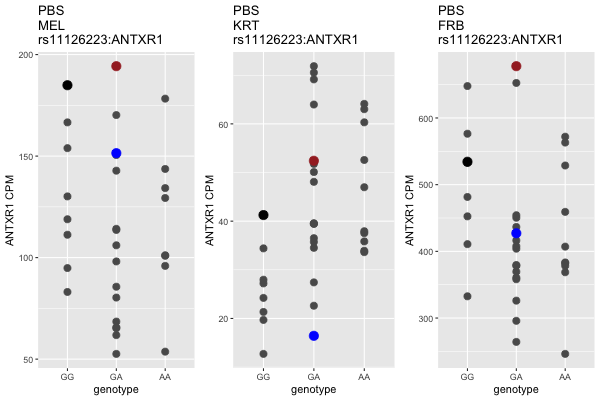 PBS
MEL
rs11126223:ANTXR1
200
150
100
50
ANTXR1 CPM
GG
GA
AA
genotype
PBS
KRT
rs11126223:ANTXR1
60
40
20
ANTXR1 CPM
GG
GA
AA
genotype
PBS
FRB
rs11126223:ANTXR1
600
500
400
300
ANTXR1 CPM
GG
GA
AA
genotype